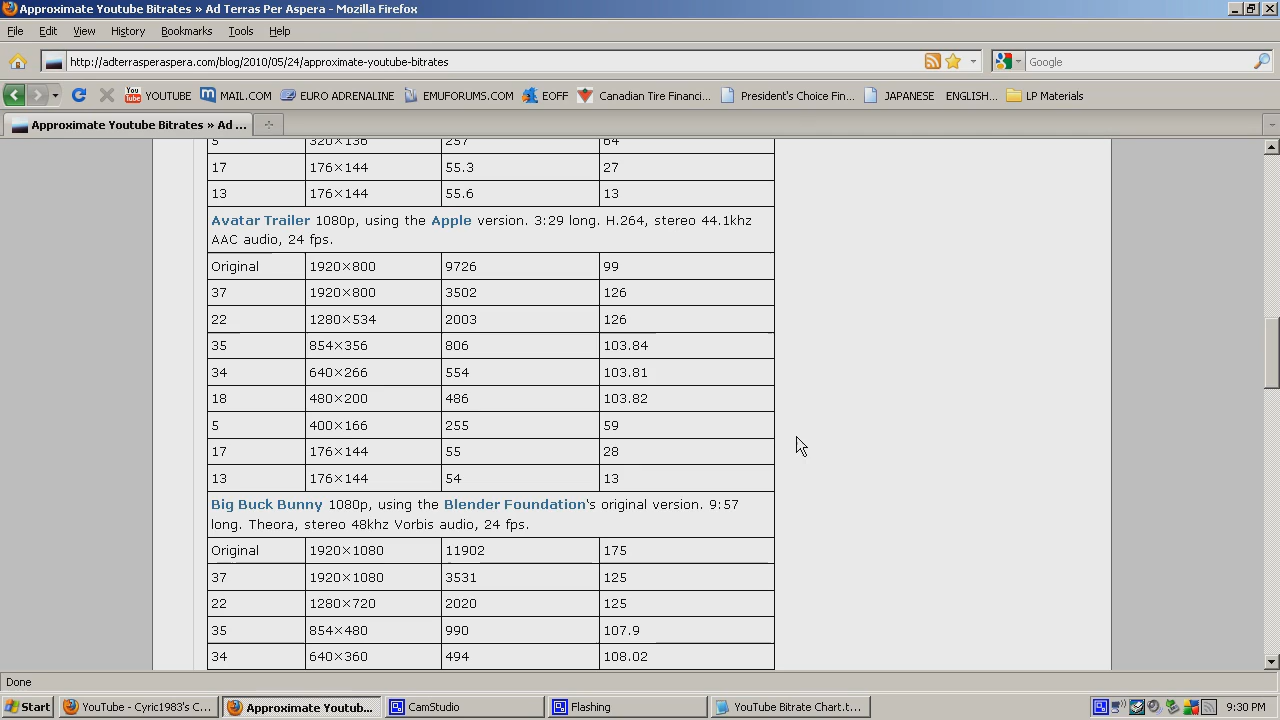 Approximate Youtube Bitrates » Ad Terras Per Aspera - Mozilla Firefox
File Edit View History Bookmarks Tools Help
http://adterrasperaspera.com/blog/2010/05/24/approximate-youtube-bitrates Google
YOUTUBE MAIL.COM EURO ADRENALINE EMUFORUMS.COM EOFF Canadian Tire Financi... President's Choice Fin... JAPANESE ENGLISH... LP Materials
Approximate Youtube Bitrates » Ad ...
5 320×136 257 64
17 176×144 55.3 27
13 176×144 55.6 13
Avatar Trailer 1080p, using the Apple version. 3:29 long. H.264, stereo 44.1khz
AAC audio, 24 fps.
Original 1920×800 9726 99
37 1920×800 3502 126
22 1280×534 2003 126
35 854×356 806 103.84
34 640×266 554 103.81
18 480×200 486 103.82
5 400×166 255 59
17 176×144 55 28
13 176×144 54 13
Big Buck Bunny 1080p, using the Blender Foundation's original version. 9:57
long. Theora, stereo 48khz Vorbis audio, 24 fps.
Original 1920×1080 11902 175
37 1920×1080 3531 125
22 1280×720 2020 125
35 854×480 990 107.9
34 640×360 494 108.02
Done
Start YouTube - Cyric1983's C... Approximate Youtub... CamStudio Flashing YouTube Bitrate Chart.t... 9:30 PM